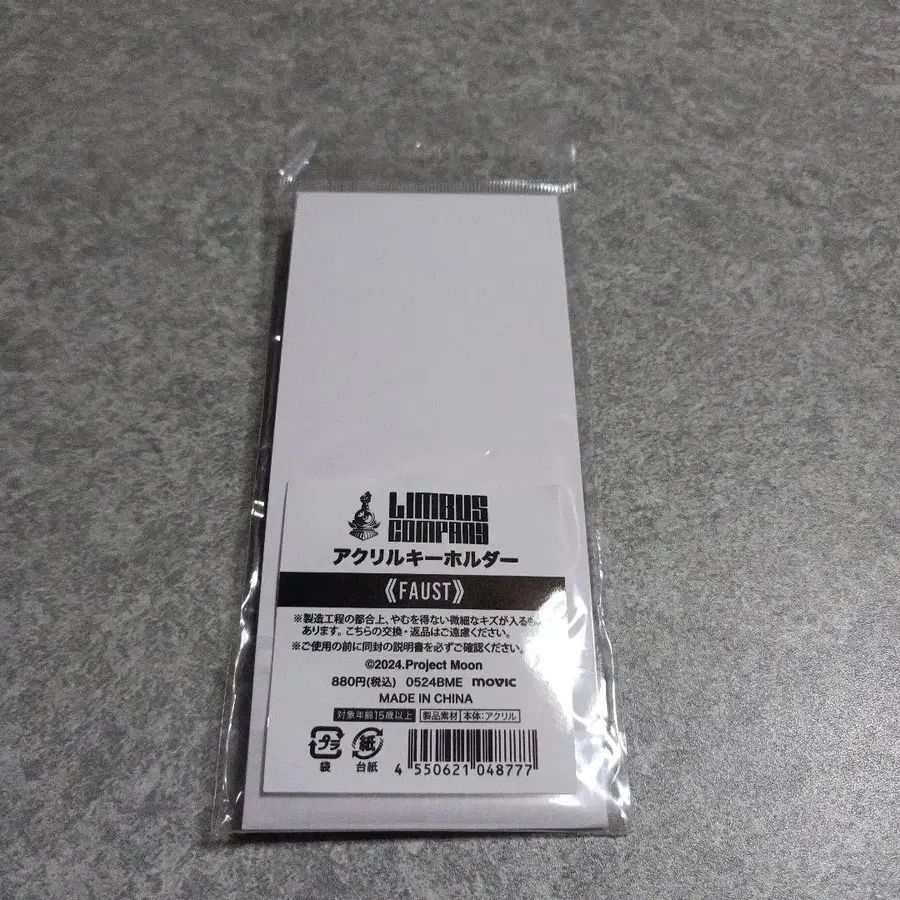 LIMBUS
COMPANY
アクリルキーホルダー
《FAUST》
※製造工程の都合上、やむを得ない微細なキズが入る
あります。こちらの交換・返品はご遠慮ください。
※ご使用の前に同封の説明書を必ずご確認ください。
©2024.Project Moon
880円(税込) 0524BME movic
MADE IN CHINA
対象年齢15歳以上 製品素材 本体:アクリル
プラ 紙
袋 台紙
4 550621 048777